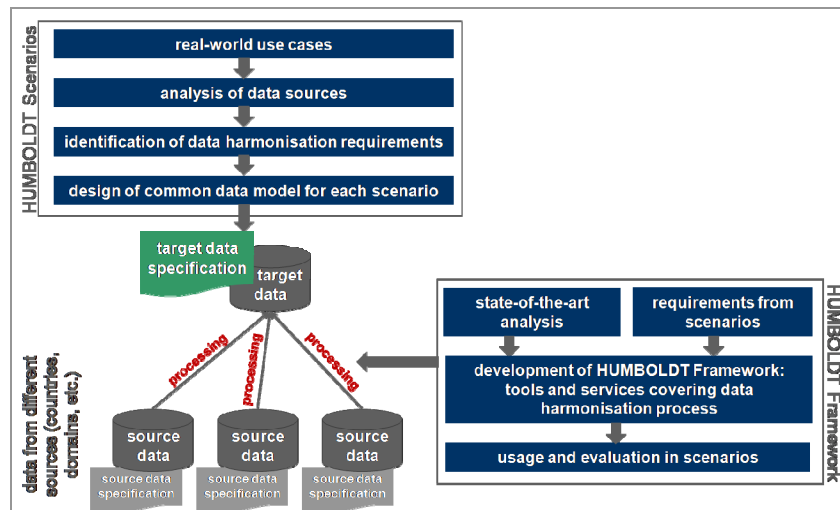 HUMBOLDT Scenarios
real-world use cases
analysis of data sources
identification of data harmonisation requirements
design of common data model for each scenario
target data
specification
target
data
data from different
sources (countries,
domains, etc.)
processing
processing
processing
source
data
source
data
source
data
source data
specification
source data
specification
source data
specification
HUMBOLDT Framework
state-of-the-art
analysis
requirements from
scenarios
development of HUMBOLDT Framework:
tools and services covering data
harmonisation process
usage and evaluation in scenarios